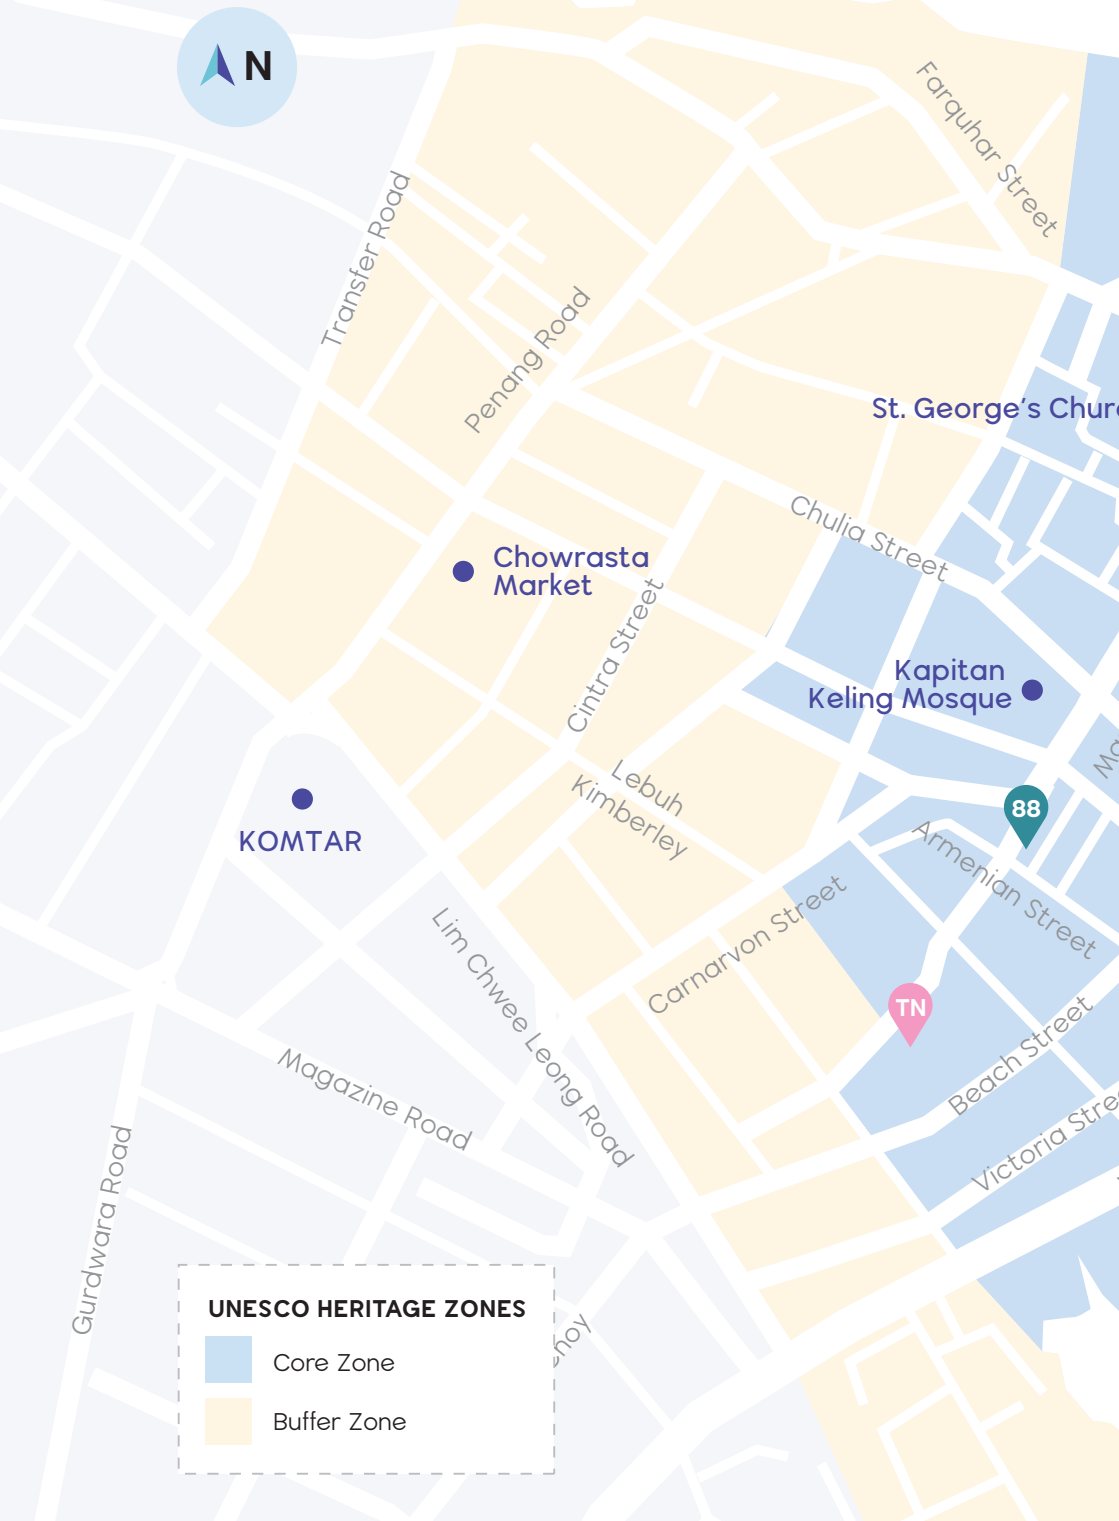 N
Farquhar Street
Transfer Road
Penang Road
St. George's Chur
Chulia Street
Chowrasta
Market
Cintra Street
Kapitan
Keling Mosque
Ma
88
Lebuh
Kimberley
Armenian Street
KOMTAR
Carnarvon Street
Lim Chwee Leong Road
TN
Beach Street
Magazine Road
Victoria Stre
Gurdwara Road
noy
UNESCO HERITAGE ZONES
Core Zone
Buffer Zone